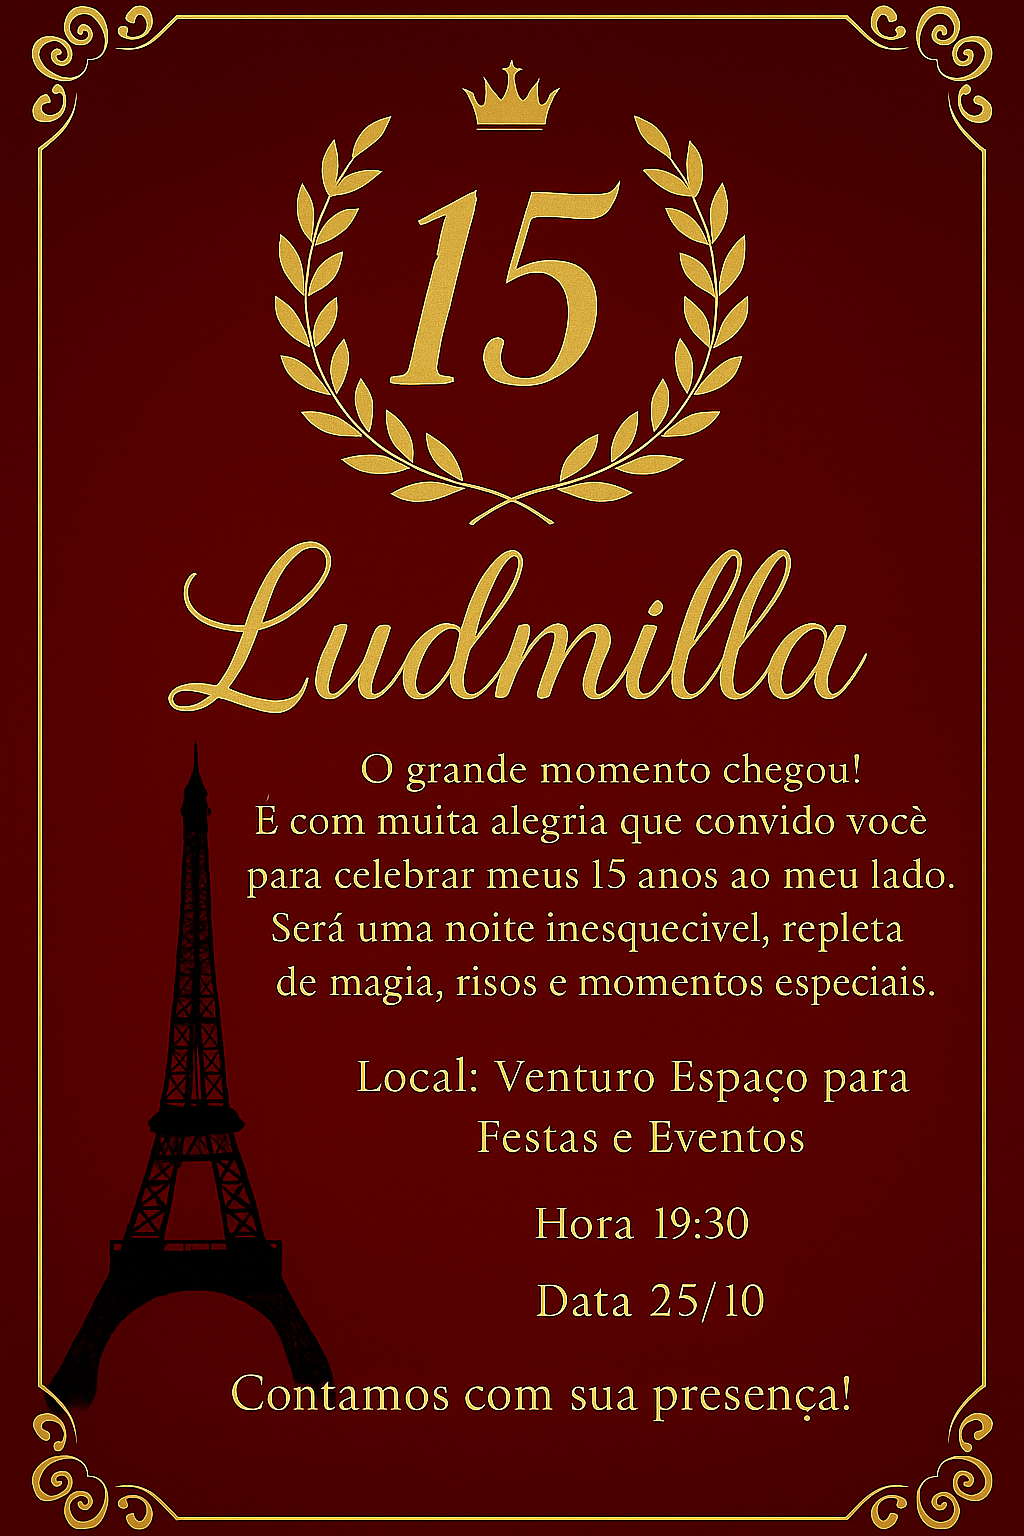 15
Ludmilla
O grande momento chegou!
É com muita alegria que convido vocè
para celebrar meus 15 anos ao meu lado.
Será uma noite inesquecivel, repleta
de magia, risos e momentos especiais.
Local: Venturo Espaço para
Festas e Eventos
Hora 19:30
Data 25/10
Contamos com sua presença!